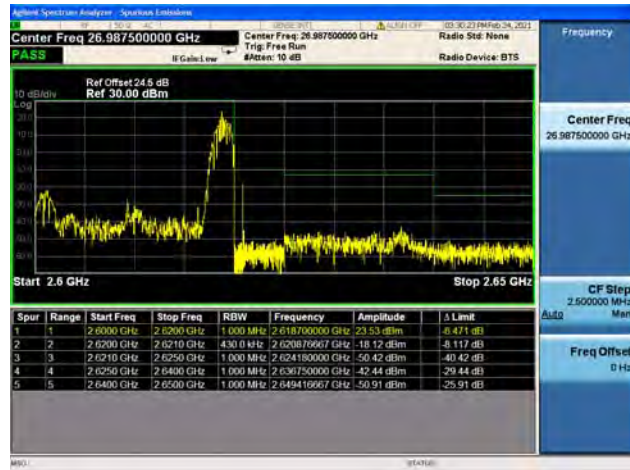 Agilent Spectrum Analyzer - Spurious Emissions
RF 50 Ω AC SENSE:INT ALIGN OFF 03:30:23 PM Feb 24, 2021
Center Freq 26.987500000 GHz Center Freq: 26.987500000 GHz Radio Std: None Frequency
PASS Trig: Free Run
IFGain:Low #Atten: 10 dB Radio Device: BTS
Ref Offset 24.5 dB
10 dB/div Ref 30.00 dBm
Log
Center Freq
26.987500000 GHz
Start 2.6 GHz Stop 2.65 GHz
CF Step
2.500000 MHz
Auto Man
Spur Range Start Freq Stop Freq RBW Frequency Amplitude Δ Limit
1 1 2.6000 GHz 2.6200 GHz 1.000 MHz 2.618700000 GHz 23.53 dBm -6.471 dB
2 2 2.6200 GHz 2.6210 GHz 430.0 kHz 2.620876667 GHz -18.12 dBm -8.117 dB
3 3 2.6210 GHz 2.6250 GHz 1.000 MHz 2.624180000 GHz -50.42 dBm -40.42 dB
4 4 2.6250 GHz 2.6400 GHz 1.000 MHz 2.636750000 GHz -42.44 dBm -29.44 dB
5 5 2.6400 GHz 2.6500 GHz 1.000 MHz 2.649416667 GHz -50.91 dBm -25.91 dB
Freq Offset
0 Hz
MSG STATUS